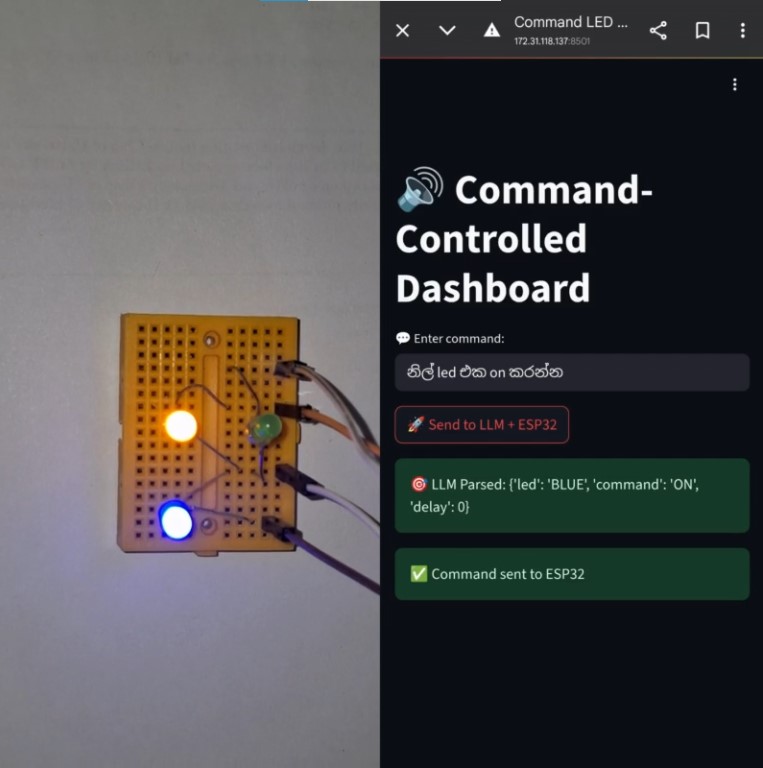 Command LED ...
172.31.118.137:8501
🔊 Command-
Controlled
Dashboard
💬 Enter command:
නිල් led එක on කරන්න
🚀 Send to LLM + ESP32
🎯 LLM Parsed: {'led': 'BLUE', 'command': 'ON',
'delay': 0}
✅ Command sent to ESP32